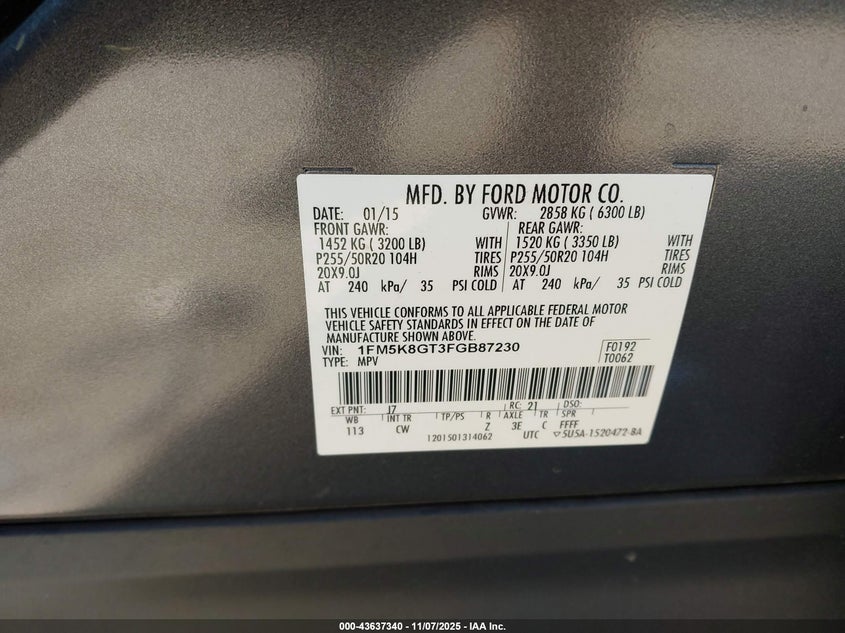 MFD. BY FORD MOTOR CO.
DATE: 01/15 GVWR: 2858 KG ( 6300 LB)
FRONT GAWR: REAR GAWR:
1452 KG ( 3200 LB) WITH 1520 KG ( 3350 LB) WITH
P255/50R20 104H TIRES P255/50R20 104H TIRES
20X9.0J RIMS 20X9.0J RIMS
AT 240 kPa/ 35 PSI COLD AT 240 kPa/ 35 PSI COLD
THIS VEHICLE CONFORMS TO ALL APPLICABLE FEDERAL MOTOR
VEHICLE SAFETY STANDARDS IN EFFECT ON THE DATE OF
MANUFACTURE SHOWN ABOVE.
VIN: 1FM5K8GT3FGB87230 F0192
TYPE: MPV T0062
EXT PNT: J7 RC: 21 DSO:
WB INT TR TP/PS R AXLE TR SPR
113 CW Z 3E C FFFF
1201501314062 UTC ▽5USA-1520472-BA
000-43637340 - 11/07/2025 - IAA Inc.